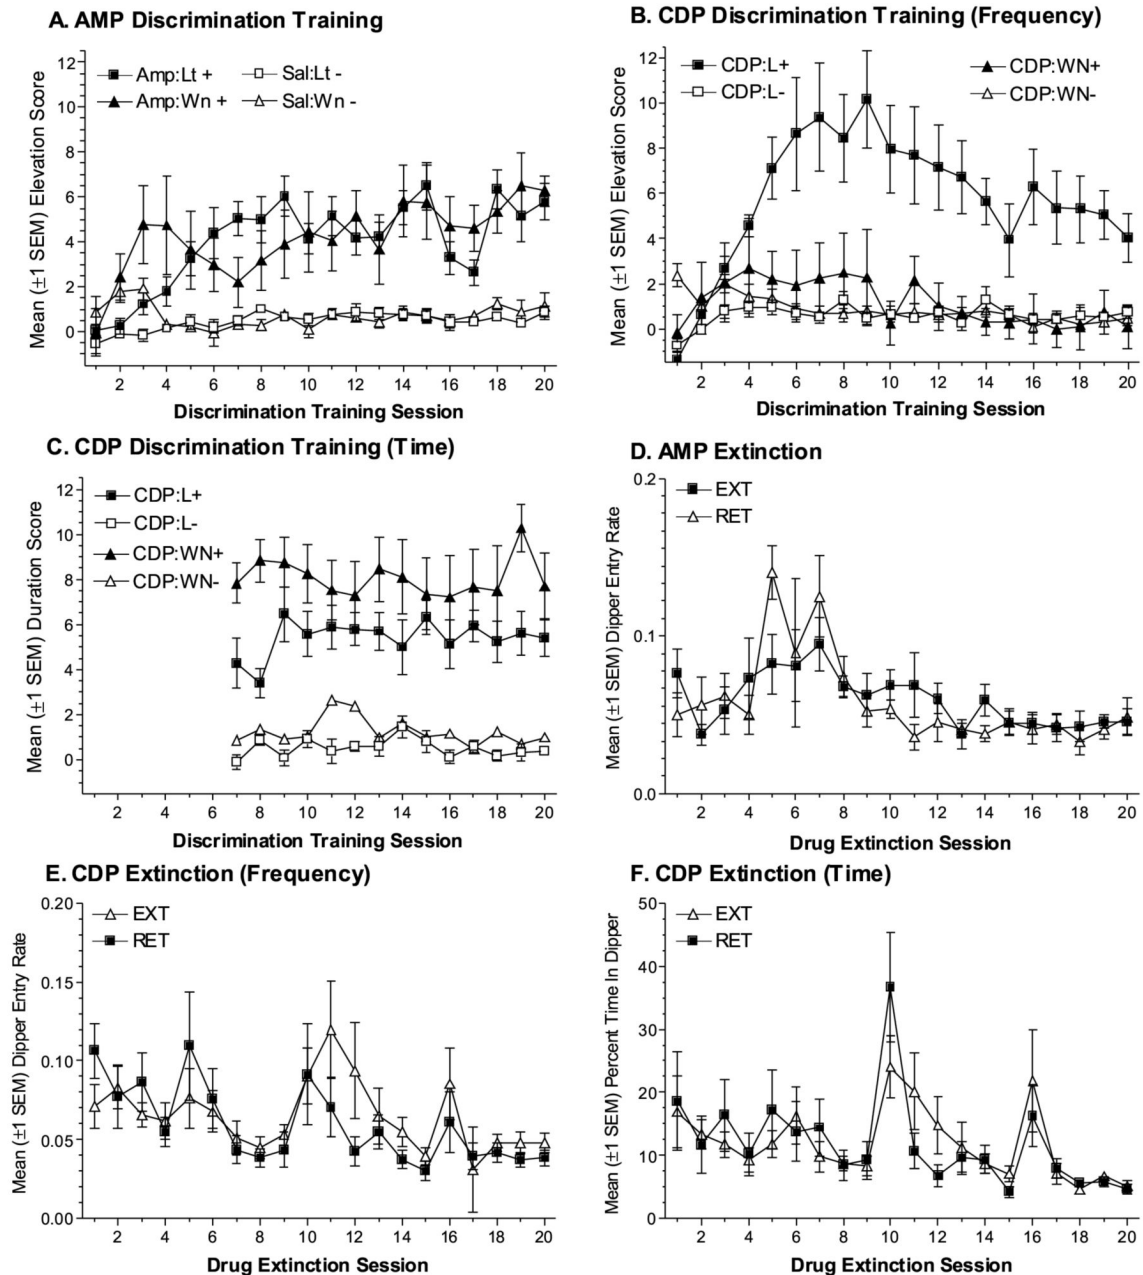 A. AMP Discrimination Training
Mean (±1 SEM) Elevation Score
12
10
8
6
4
2
0
Amp:Lt +
Sal:Lt -
Amp:Wn +
Sal:Wn -
2 4 6 8 10 12 14 16 18 20
Discrimination Training Session
B. CDP Discrimination Training (Frequency)
Mean (±1 SEM) Elevation Score
12
10
8
6
4
2
0
CDP:L+
CDP:WN+
CDP:L-
CDP:WN-
2 4 6 8 10 12 14 16 18 20
Discrimination Training Session
C. CDP Discrimination Training (Time)
Mean (±1 SEM) Duration Score
12
10
8
6
4
2
0
CDP:L+
CDP:L-
CDP:WN+
CDP:WN-
2 4 6 8 10 12 14 16 18 20
Discrimination Training Session
D. AMP Extinction
Mean (±1 SEM) Dipper Entry Rate
0.2
0.1
0.0
EXT
RET
2 4 6 8 10 12 14 16 18 20
Drug Extinction Session
E. CDP Extinction (Frequency)
Mean (±1 SEM) Dipper Entry Rate
0.20
0.15
0.10
0.05
0.00
EXT
RET
2 4 6 8 10 12 14 16 18 20
Drug Extinction Session
F. CDP Extinction (Time)
Mean (±1 SEM) Percent Time In Dipper
50
40
30
20
10
0
EXT
RET
2 4 6 8 10 12 14 16 18 20
Drug Extinction Session